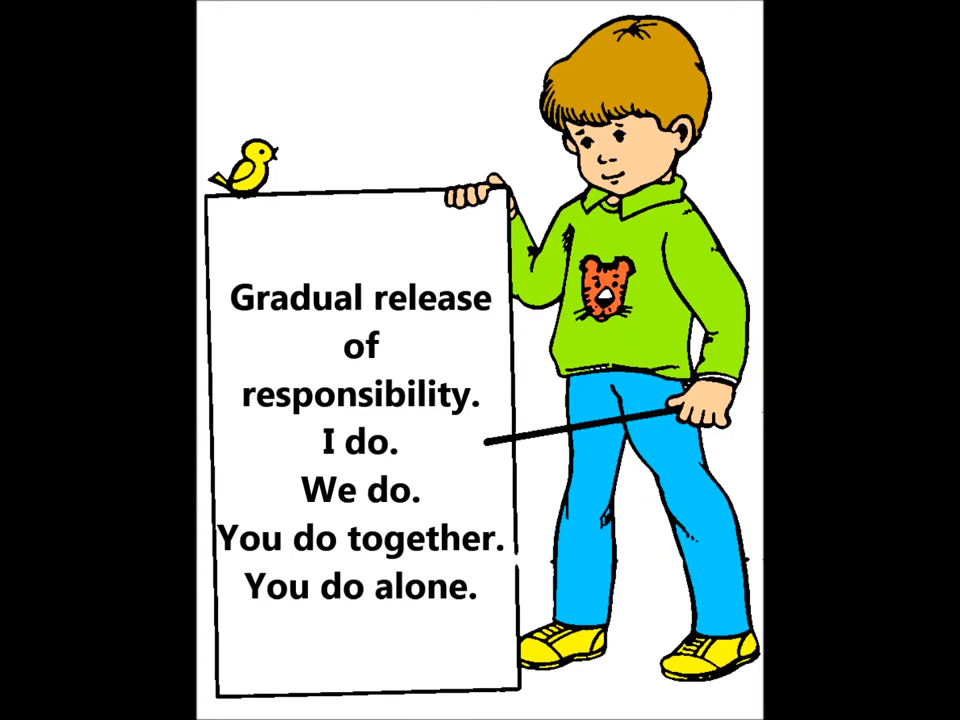 Gradual release
of
responsibility.
I do.
We do.
You do together.
You do alone.